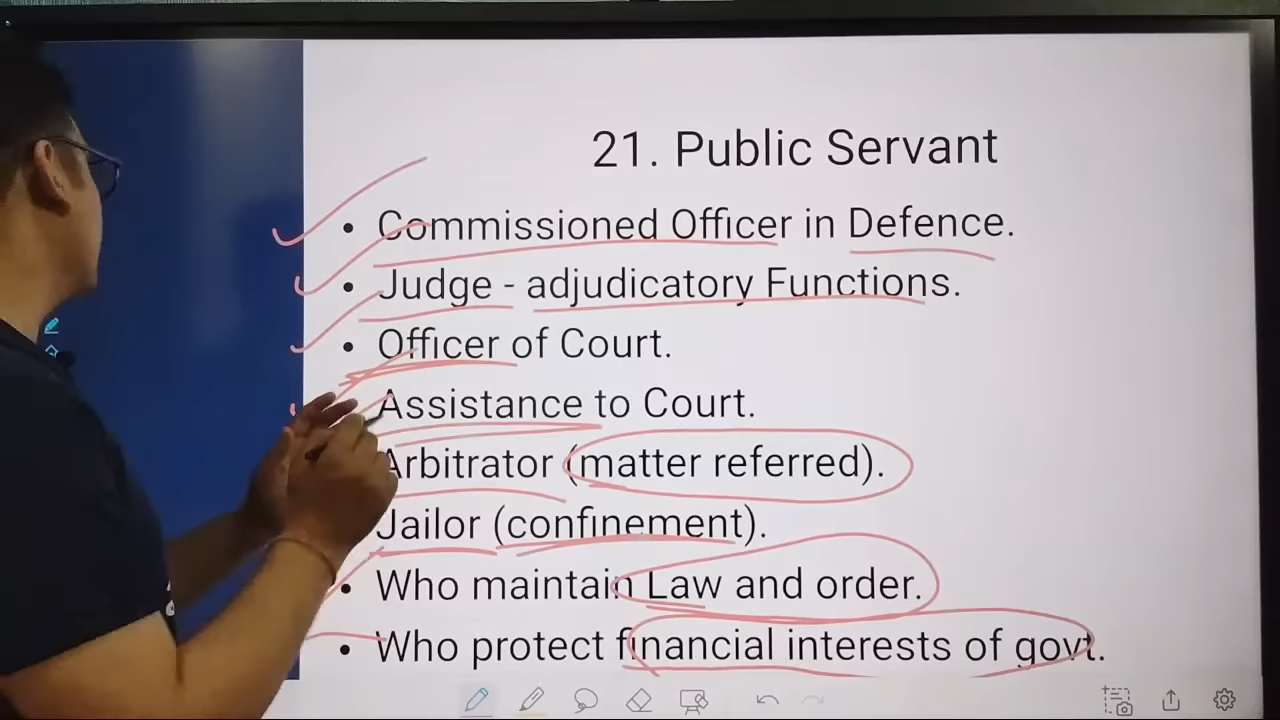 21. Public Servant
• Commissioned Officer in Defence.
• Judge - adjudicatory Functions.
• Officer of Court.
Assistance to Court.
Arbitrator (matter referred).
Jailor (confinement).
• Who maintain Law and order.
• Who protect financial interests of govt.